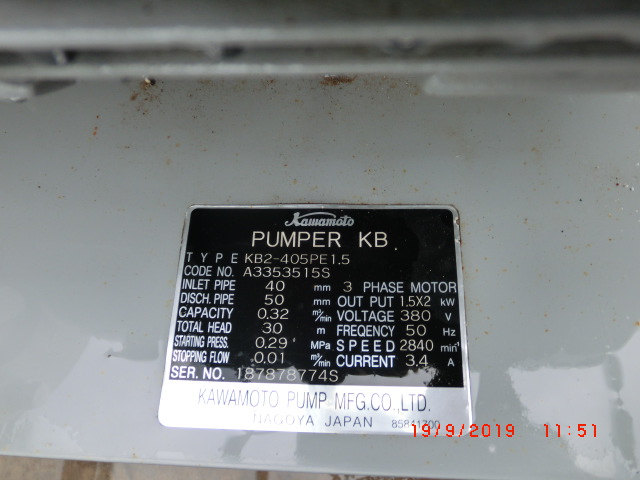 Kawamoto
PUMPER KB
TYPE KB2-405PE1.5
CODE NO. A3353515S
INLET PIPE 40 mm 3 PHASE MOTOR
DISCH. PIPE 50 mm OUT PUT 1.5X2 kW
CAPACITY 0.32 m³/min VOLTAGE 380 V
TOTAL HEAD 30 m FREQENCY 50 Hz
STARTING PRESS. 0.29 MPa SPEED 2840 min⁻¹
STOPPING FLOW 0.01 m³/min CURRENT 3.4 A
SER. NO. 187878774S
KAWAMOTO PUMP MFG.CO.,LTD.
NAGOYA JAPAN
19/9/2019 11:51